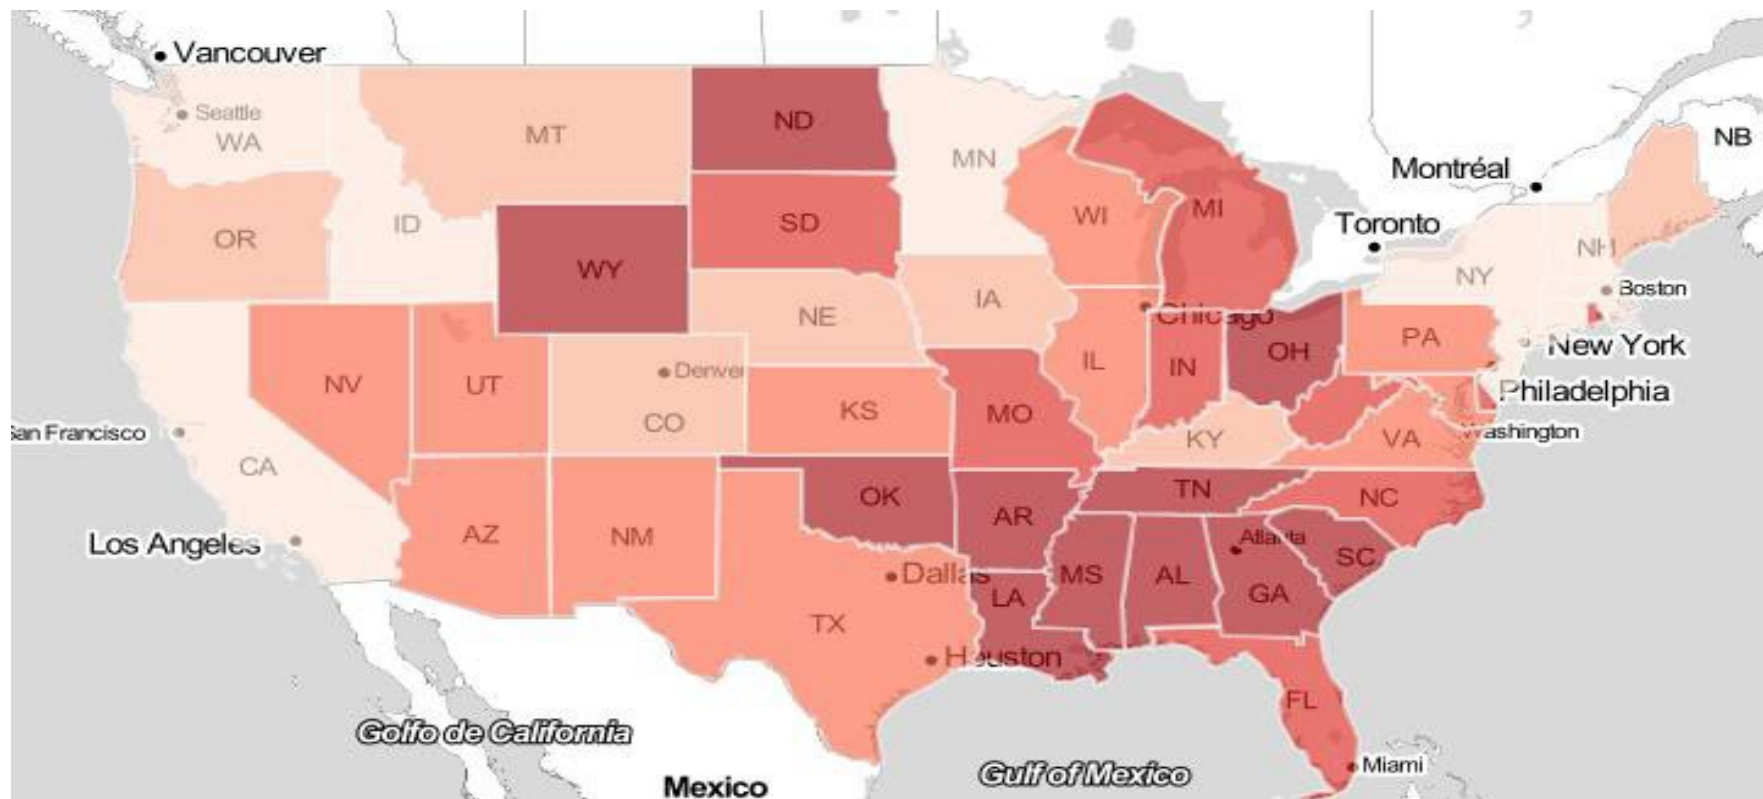 Vancouver
Seattle
WA
MT
ND
MN
NB
Montréal
OR
ID
WY
SD
WI
MI
Toronto
NH
NY
Boston
NE
IA
Chicago
PA
New York
NV
UT
Denver
CO
KS
MO
IL
IN
OH
Philadelphia
San Francisco
CA
KY
VA
Washington
OK
AR
TN
NC
Los Angeles
AZ
NM
Dallas
LA
MS
AL
Atlanta
GA
SC
TX
Houston
FL
Golfo de California
Mexico
Gulf of Mexico
Miami